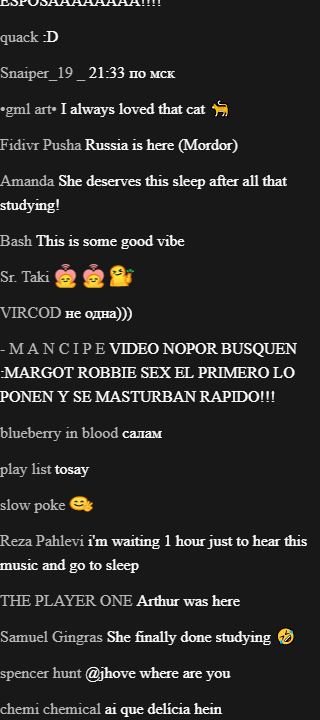 ESPOSAAAAAAAA!!!!
quack :D
Snaiper_19 _ 21:33 по мск
•gml art• I always loved that cat 🐈
Fidivr Pusha Russia is here (Mordor)
Amanda She deserves this sleep after all that
studying!
Bash This is some good vibe
Sr. Taki
VIRCOD не одна)))
- M A N C I P E VIDEO NOPOR BUSQUEN
:MARGOT ROBBIE SEX EL PRIMERO LO
PONEN Y SE MASTURBAN RAPIDO!!!
blueberry in blood салам
play list tosay
slow poke
Reza Pahlevi i'm waiting 1 hour just to hear this
music and go to sleep
THE PLAYER ONE Arthur was here
Samuel Gingras She finally done studying 🤣
spencer hunt @jhove where are you
chemi chemical ai que delícia hein